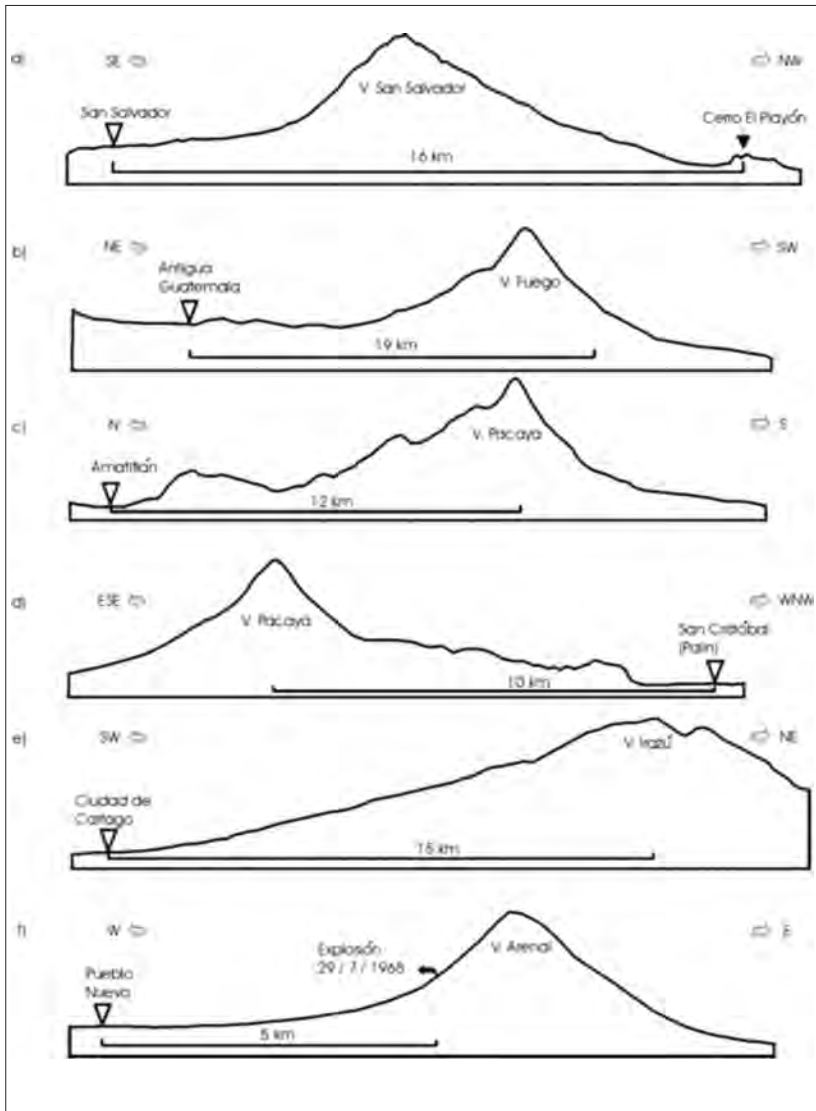 a)
SE
NW
San Salvador
V. San Salvador
Cerro El Playón
16 km
b)
NE
SW
Antigua
Guatemala
V. Fuego
19 km
c)
N
S
Amatitlán
V. Pacaya
12 km
d)
ESE
WNW
V. Pacaya
San Cristóbal
(Palín)
10 km
e)
SW
NE
V. Irazú
Ciudad de
Cartago
15 km
f)
W
E
Explosión
29 / 7 / 1968
V. Arenal
Pueblo
Nuevo
5 km